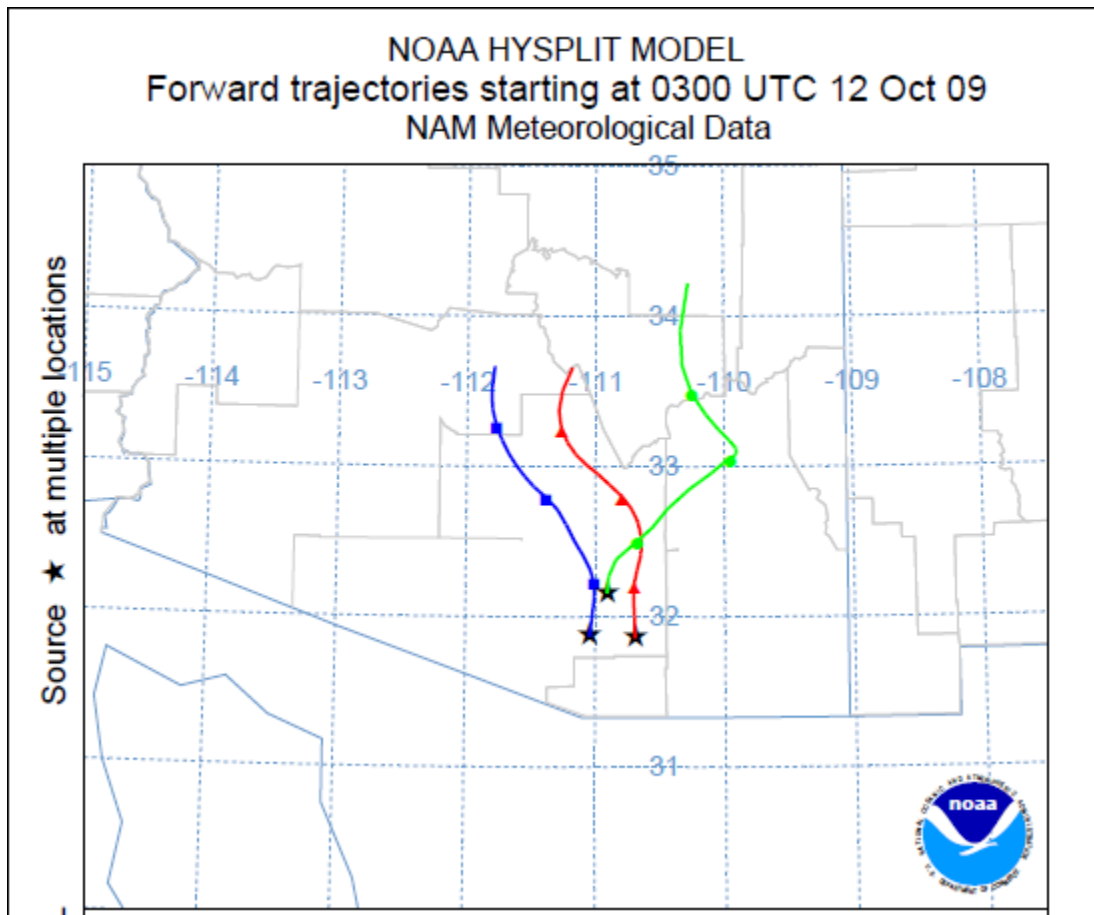 NOAA HYSPLIT MODEL
Forward trajectories starting at 0300 UTC 12 Oct 09
NAM Meteorological Data
Source ★ at multiple locations
35
34
-115
-114
-113
-112
-111
-110
-109
-108
33
32
31
noaa